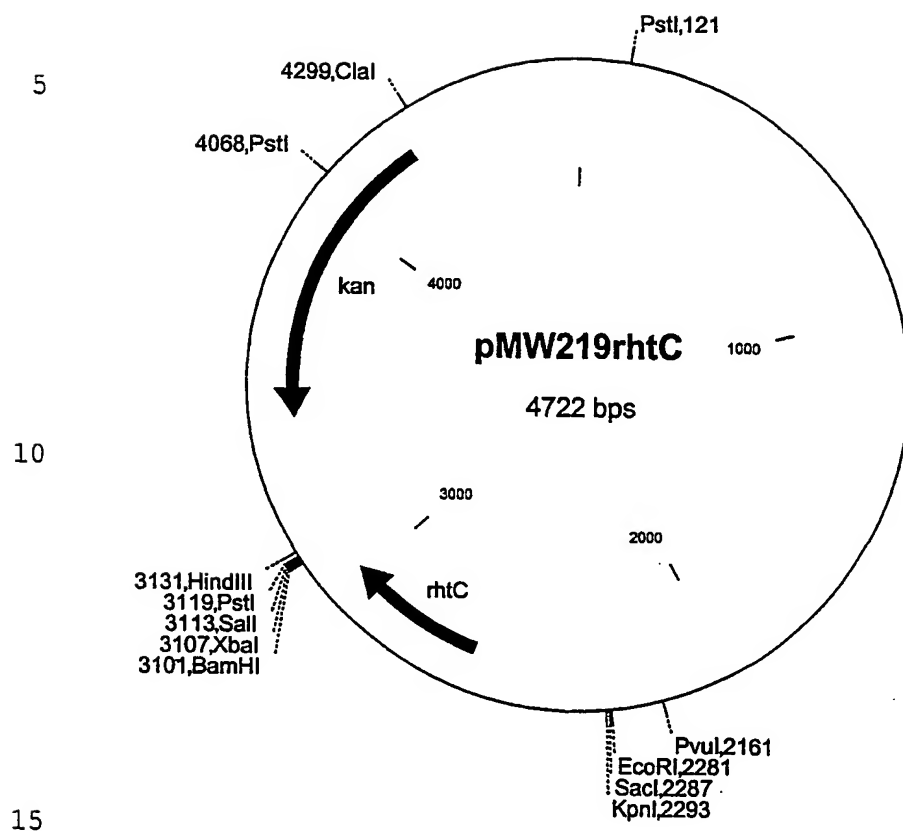 PstI,121
5
4299,ClaI
4068,PstI
kan
4000
pMW219rhtC
1000
4722 bps
10
3000
2000
3131,HindIII
3119,PstI
3113,SalI
3107,XbaI
3101,BamHI
rhtC
PvuI,2161
EcoRI,2281
SacI,2287
KpnI,2293
15